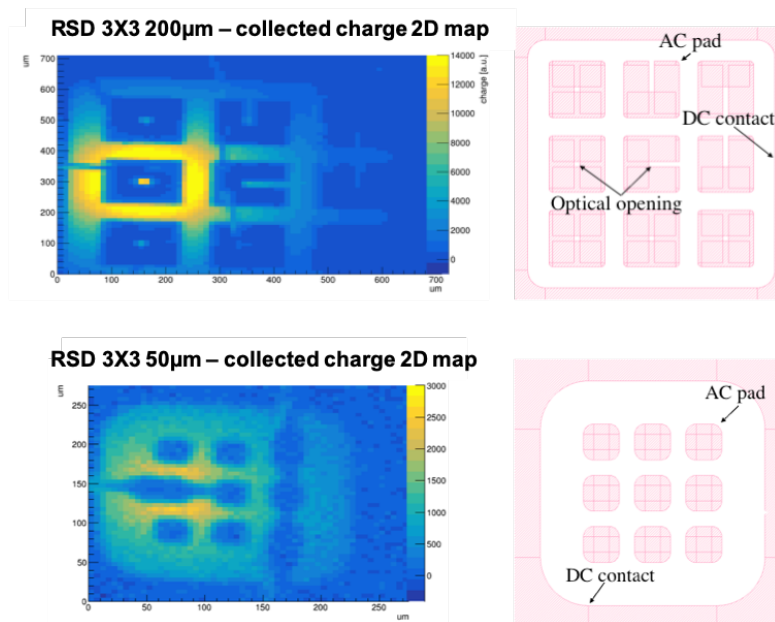 RSD 3X3 200μm – collected charge 2D map
um
700
600
500
400
300
200
100
0
0 100 200 300 400 500 600 700
um
14000
12000
10000
8000
6000
4000
2000
0
charge [a.u.]
AC pad
DC contact
Optical opening
RSD 3X3 50μm – collected charge 2D map
um
250
200
150
100
50
0
0 50 100 150 200 250
um
3000
2500
2000
1500
1000
500
0
AC pad
DC contact